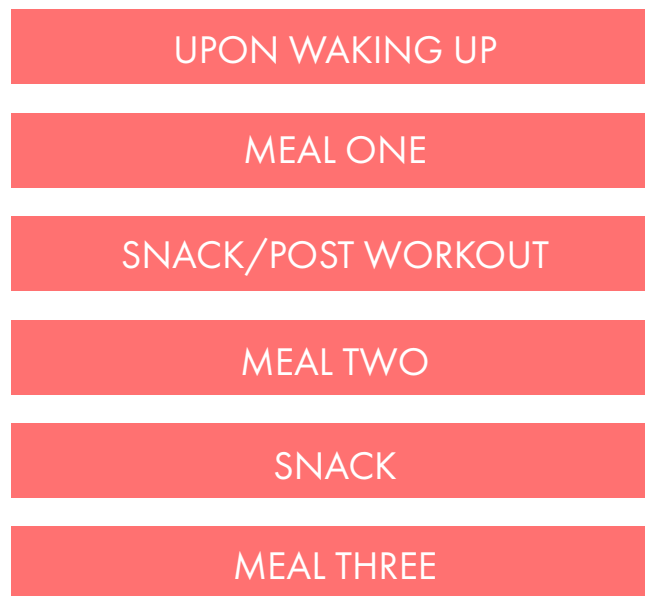 UPON WAKING UP
MEAL ONE
SNACK/POST WORKOUT
MEAL TWO
SNACK
MEAL THREE